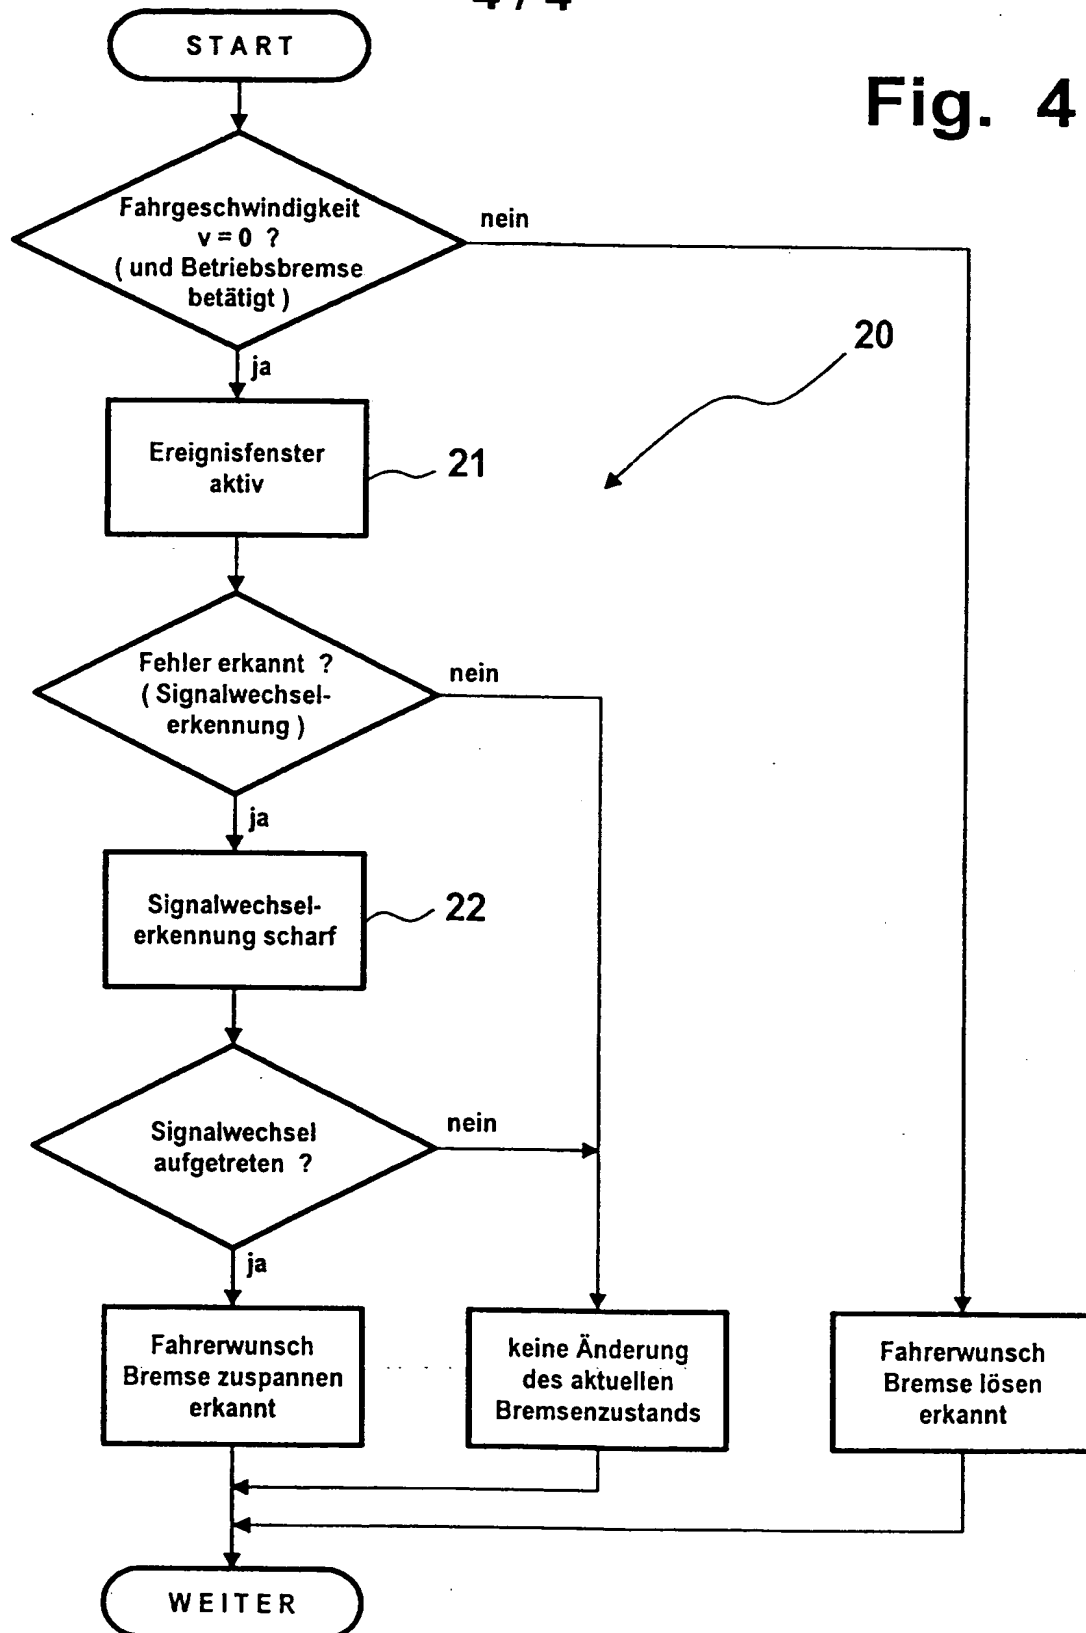 4 / 4
START
Fig. 4
Fahrgeschwindigkeit
v = 0 ?
( und Betriebsbremse
betätigt )
nein
ja
20
Ereignisfenster
aktiv
21
Fehler erkannt ?
( Signalwechsel-
erkennung )
nein
ja
Signalwechsel-
erkennung scharf
22
Signalwechsel
aufgetreten ?
nein
ja
Fahrerwunsch
Bremse zuspannen
erkannt
keine Änderung
des aktuellen
Bremsenzustands
Fahrerwunsch
Bremse lösen
erkannt
WEITER